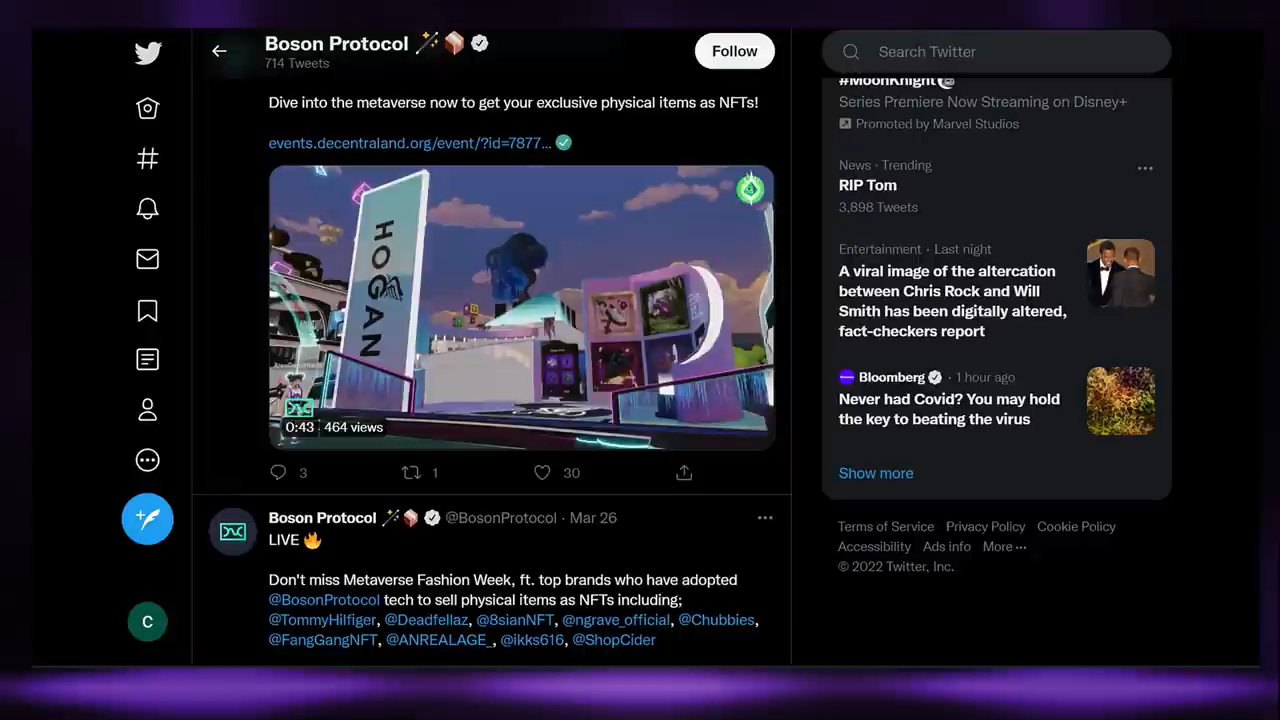 Boson Protocol
714 Tweets
Follow
Dive into the metaverse now to get your exclusive physical items as NFTs!
events.decentraland.org/event/?id=7877...
HOGAN
0:43 464 views
3
1
30
Boson Protocol @BosonProtocol · Mar 26
LIVE 🔥
Don't miss Metaverse Fashion Week, ft. top brands who have adopted
@BosonProtocol tech to sell physical items as NFTs including;
@TommyHilfiger, @Deadfellaz, @8sianNFT, @ngrave_official, @Chubbies,
@FangGangNFT, @ANREALAGE_, @ikks616, @ShopCider
C
Search Twitter
#MoonKnight
Series Premiere Now Streaming on Disney+
Promoted by Marvel Studios
News · Trending
RIP Tom
3,898 Tweets
Entertainment · Last night
A viral image of the altercation
between Chris Rock and Will
Smith has been digitally altered,
fact-checkers report
Bloomberg · 1 hour ago
Never had Covid? You may hold
the key to beating the virus
Show more
Terms of Service Privacy Policy Cookie Policy
Accessibility Ads info More ···
© 2022 Twitter, Inc.